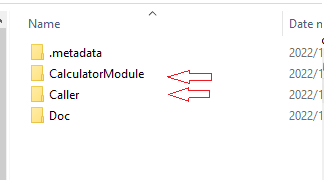 Name
Date n
.metadata
2022/1
CalculatorModule
2022/1
Caller
2022/1
Doc
2022/1